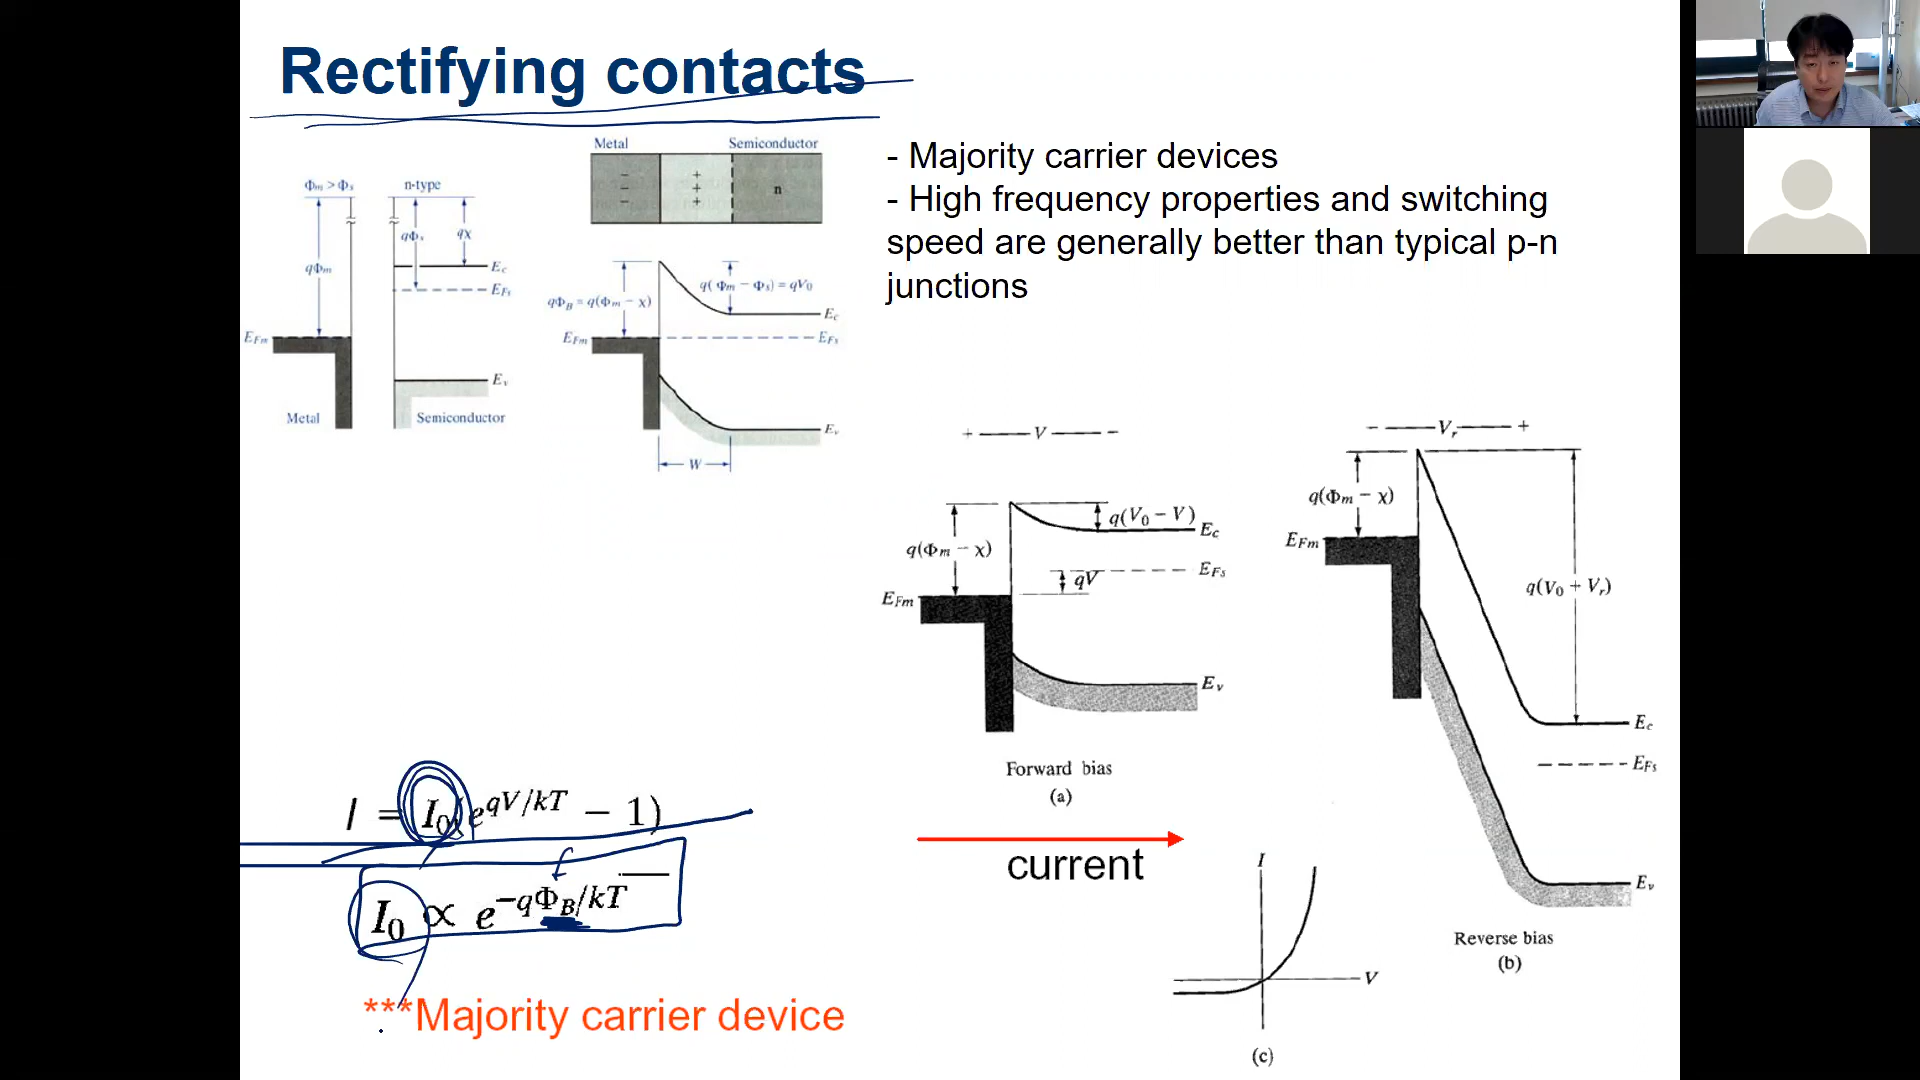 Rectifying contacts
Metal Semiconductor
Φm > Φs n-type
- - - + + + n
qΦs qχ
qΦm
Ec
EFs
EFm
Ev
Metal Semiconductor
qΦB = q(Φm − χ)
q(Φm − Φs) = qV0
Ec
EFm EFs
Ev
W
- Majority carrier devices
- High frequency properties and switching
speed are generally better than typical p-n
junctions
+ V −
q(Φm − χ)
q(V0 − V) Ec
qV EFs
EFm
Ev
Forward bias
(a)
− Vr +
q(Φm − χ)
EFm
q(V0 + Vr)
Ec
EFs
Ev
Reverse bias
(b)
I = I0(e^qV/kT − 1)
I0 ∝ e^−qΦB/kT
***Majority carrier device
current
I
V
(c)